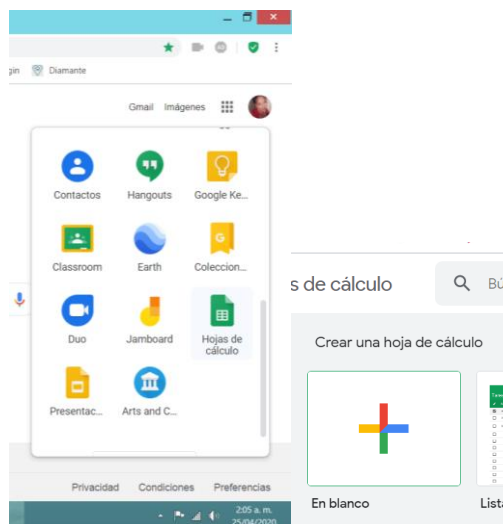 gin Diamante
Gmail Imágenes
Contactos Hangouts Google Ke...
Classroom Earth Coleccion...
Duo Jamboard Hojas de
cálculo
Presentac... Arts and C...
Privacidad Condiciones Preferencias
2:05 a. m.
25/04/2020
s de cálculo
Bú
Crear una hoja de cálculo
En blanco
Lista